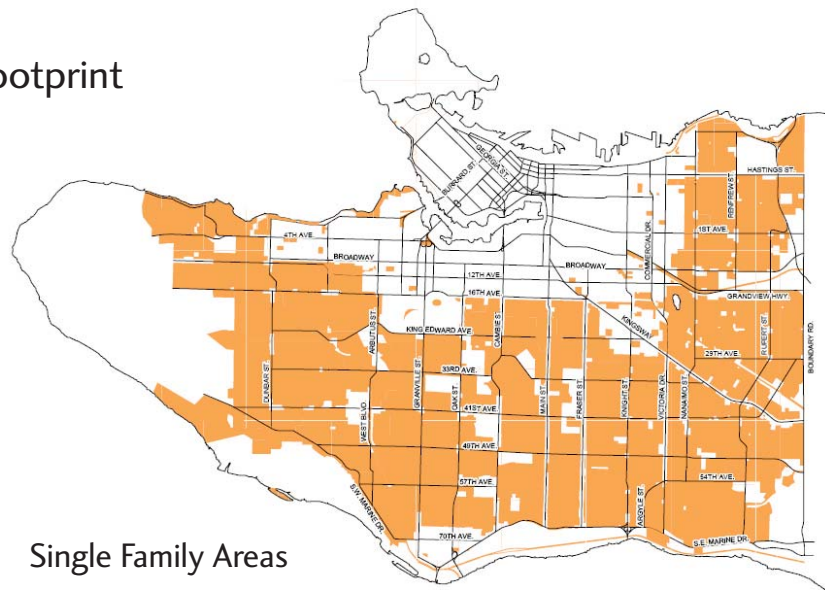 ootprint
GEORGIA ST.
BURRARD ST.
HASTINGS ST.
RENFREW ST.
4TH AVE.
1ST AVE.
COMMERCIAL DR.
BROADWAY
BROADWAY
12TH AVE.
16TH AVE.
GRANDVIEW HWY.
KINGSWAY
KING EDWARD AVE.
CAMBIE ST.
ARBUTUS ST.
RUPERT ST.
BOUNDARY RD.
29TH AVE.
33RD AVE.
DUNBAR ST.
GRANVILLE ST.
OAK ST.
MAIN ST.
FRASER ST.
KNIGHT ST.
VICTORIA DR.
NANAIMO ST.
41ST AVE.
WEST BLVD.
49TH AVE.
57TH AVE.
54TH AVE.
S.W. MARINE DR.
ARGYLE ST.
70TH AVE.
S.E. MARINE DR.
Single Family Areas